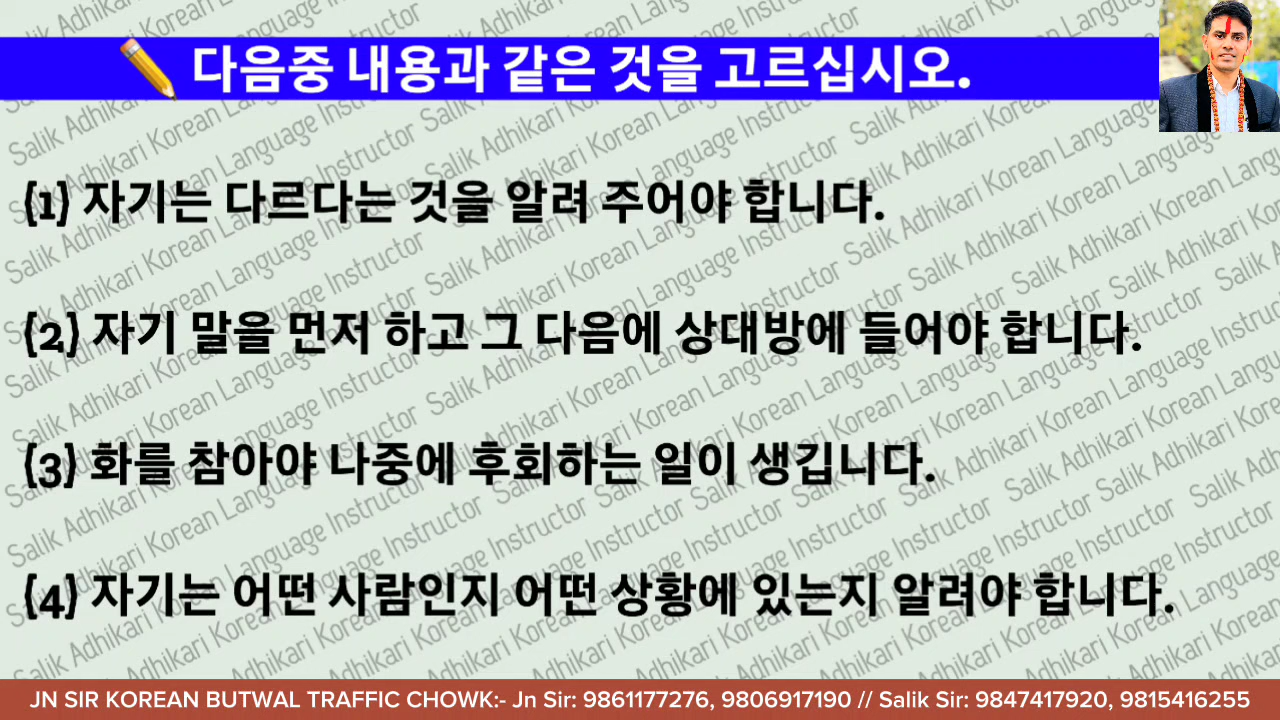 다음중 내용과 같은 것을 고르십시오.
(1) 자기는 다르다는 것을 알려 주어야 합니다.
(2) 자기 말을 먼저 하고 그 다음에 상대방에 들어야 합니다.
(3) 화를 참아야 나중에 후회하는 일이 생깁니다.
(4) 자기는 어떤 사람인지 어떤 상황에 있는지 알려야 합니다.
Salik Adhikari Korean Language Instructor
JN SIR KOREAN BUTWAL TRAFFIC CHOWK:- Jn Sir: 9861177276, 9806917190 // Salik Sir: 9847417920, 9815416255